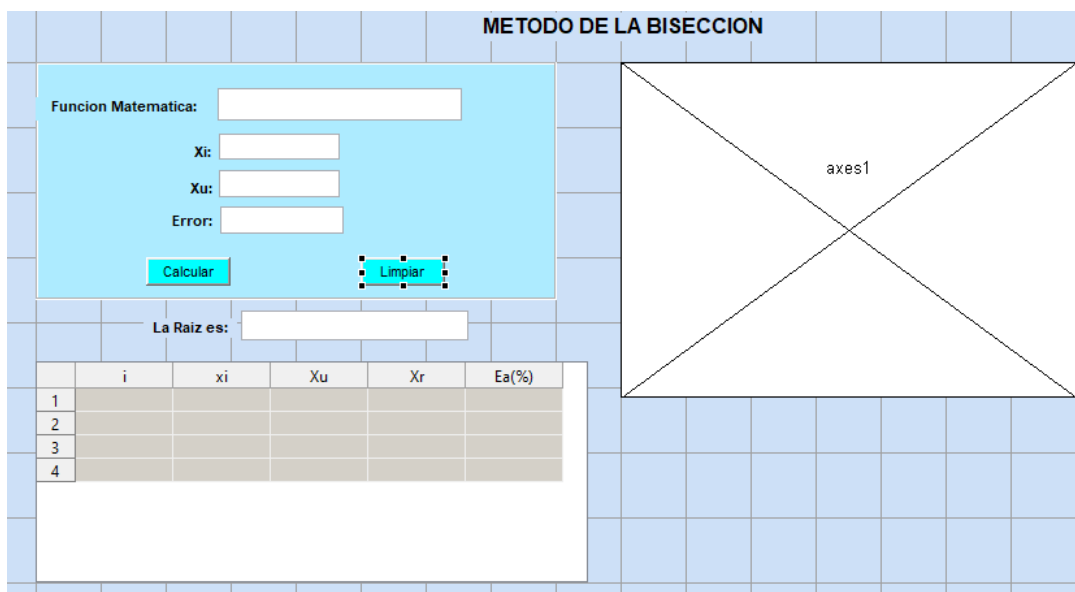 METODO DE LA BISECCION
Funcion Matematica:
Xi:
Xu:
Error:
Calcular Limpiar
La Raiz es:
i xi Xu Xr Ea(%)
1
2
3
4
axes1